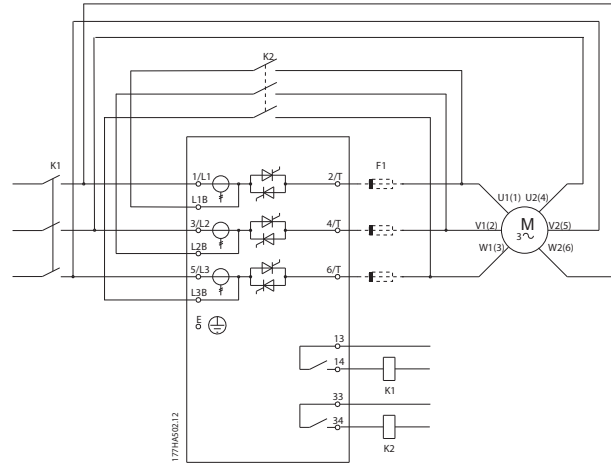 K2
K1
F1
1/L1
2/T
L1B
U1(1) U2(4)
3/L2
4/T
V1(2)
M
3~
V2(5)
L2B
W1(3)
W2(6)
5/L3
6/T
L3B
E
13
14
K1
33
34
K2
177HA502.12